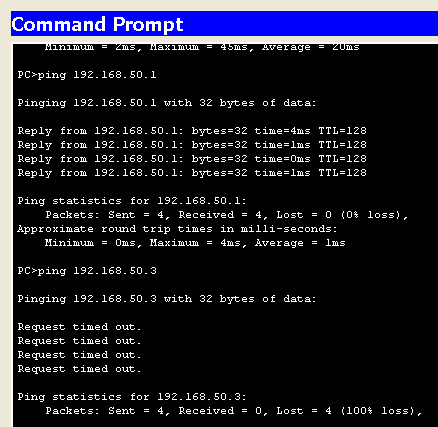 Command Prompt
Minimum = 2ms, Maximum = 45ms, Average = 20ms
PC>ping 192.168.50.1
Pinging 192.168.50.1 with 32 bytes of data:
Reply from 192.168.50.1: bytes=32 time=4ms TTL=128
Reply from 192.168.50.1: bytes=32 time=1ms TTL=128
Reply from 192.168.50.1: bytes=32 time=0ms TTL=128
Reply from 192.168.50.1: bytes=32 time=1ms TTL=128
Ping statistics for 192.168.50.1:
Packets: Sent = 4, Received = 4, Lost = 0 (0% loss),
Approximate round trip times in milli-seconds:
Minimum = 0ms, Maximum = 4ms, Average = 1ms
PC>ping 192.168.50.3
Pinging 192.168.50.3 with 32 bytes of data:
Request timed out.
Request timed out.
Request timed out.
Request timed out.
Ping statistics for 192.168.50.3:
Packets: Sent = 4, Received = 0, Lost = 4 (100% loss),